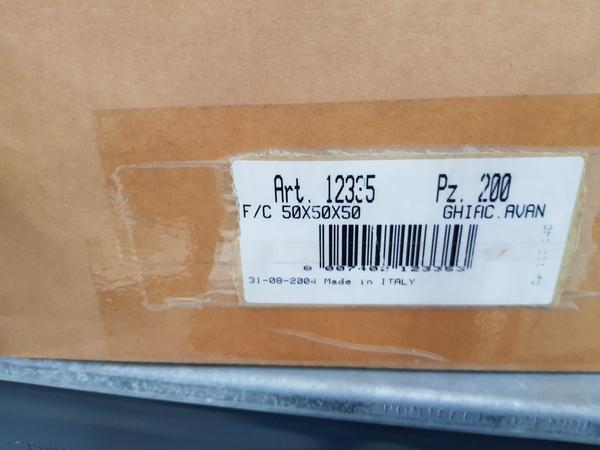 Art. 12335 Pz. 200
F/C 50X50X50 GHIAC.AVAN
31-08-2004 Made in ITALY